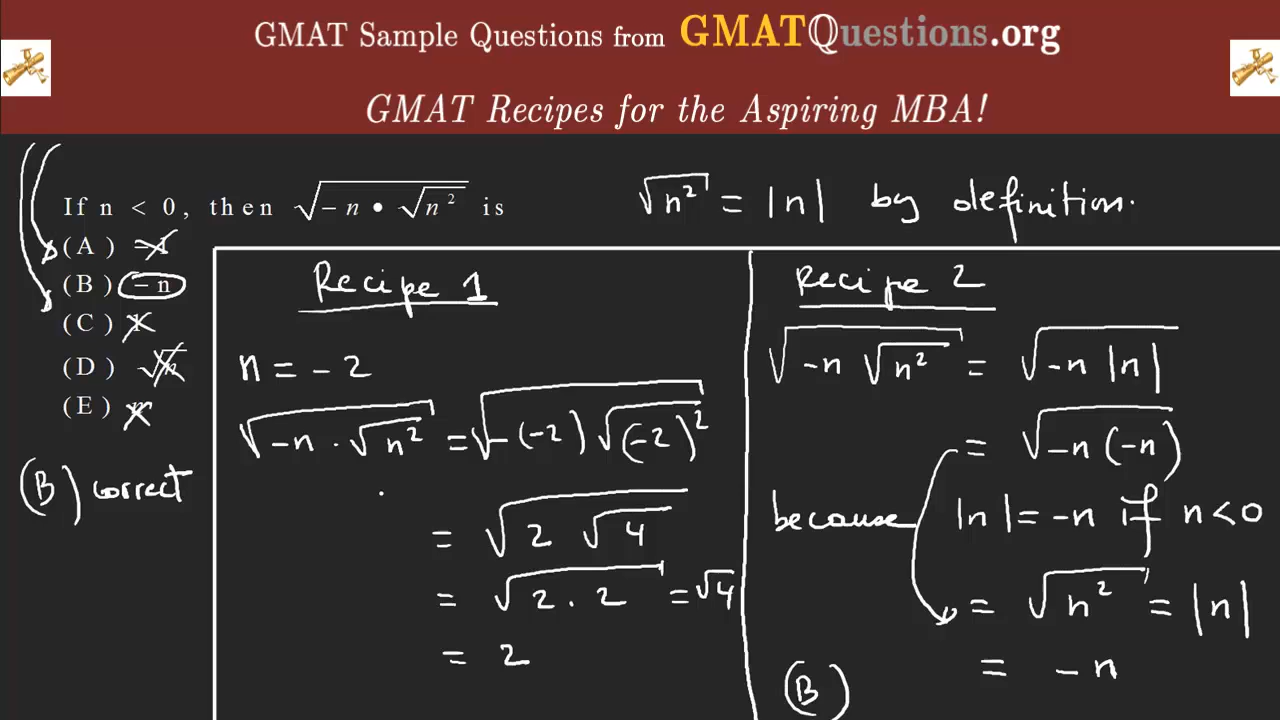 GMAT Sample Questions from GMATQuestions.org
GMAT Recipes for the Aspiring MBA!
If n < 0, then √(-n • √(n²)) is
√(n²) = |n| by definition.
(A) -1
(B) -n
(C) 1
(D) √n
(E) n
(B) correct
Recipe 1
n = -2
√(-n · √(n²)) = √(-(-2) √((-2)²))
= √(2 √4)
= √(2 . 2) = √4
= 2
Recipe 2
√(-n √(n²)) = √(-n |n|)
= √(-n (-n))
because |n| = -n if n < 0
= √(n²) = |n|
= -n
(B)